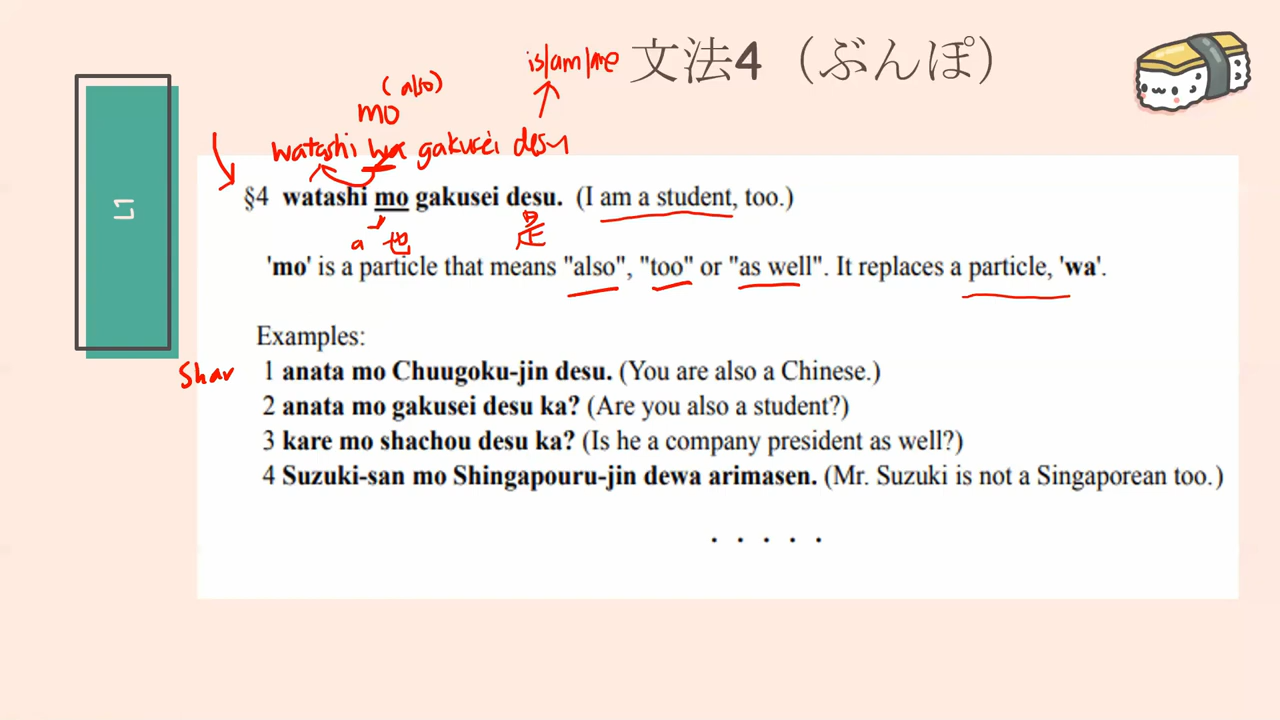 文法4（ぶんぽ）
is/am/are
(also)
mo
watashi wa gakusei desu
L1
§4 watashi mo gakusei desu. (I am a student, too.)
a 也 是
'mo' is a particle that means "also", "too" or "as well". It replaces a particle, 'wa'.
Examples:
Shar
1 anata mo Chuugoku-jin desu. (You are also a Chinese.)
2 anata mo gakusei desu ka? (Are you also a student?)
3 kare mo shachou desu ka? (Is he a company president as well?)
4 Suzuki-san mo Shingapouru-jin dewa arimasen. (Mr. Suzuki is not a Singaporean too.)
. . . . .